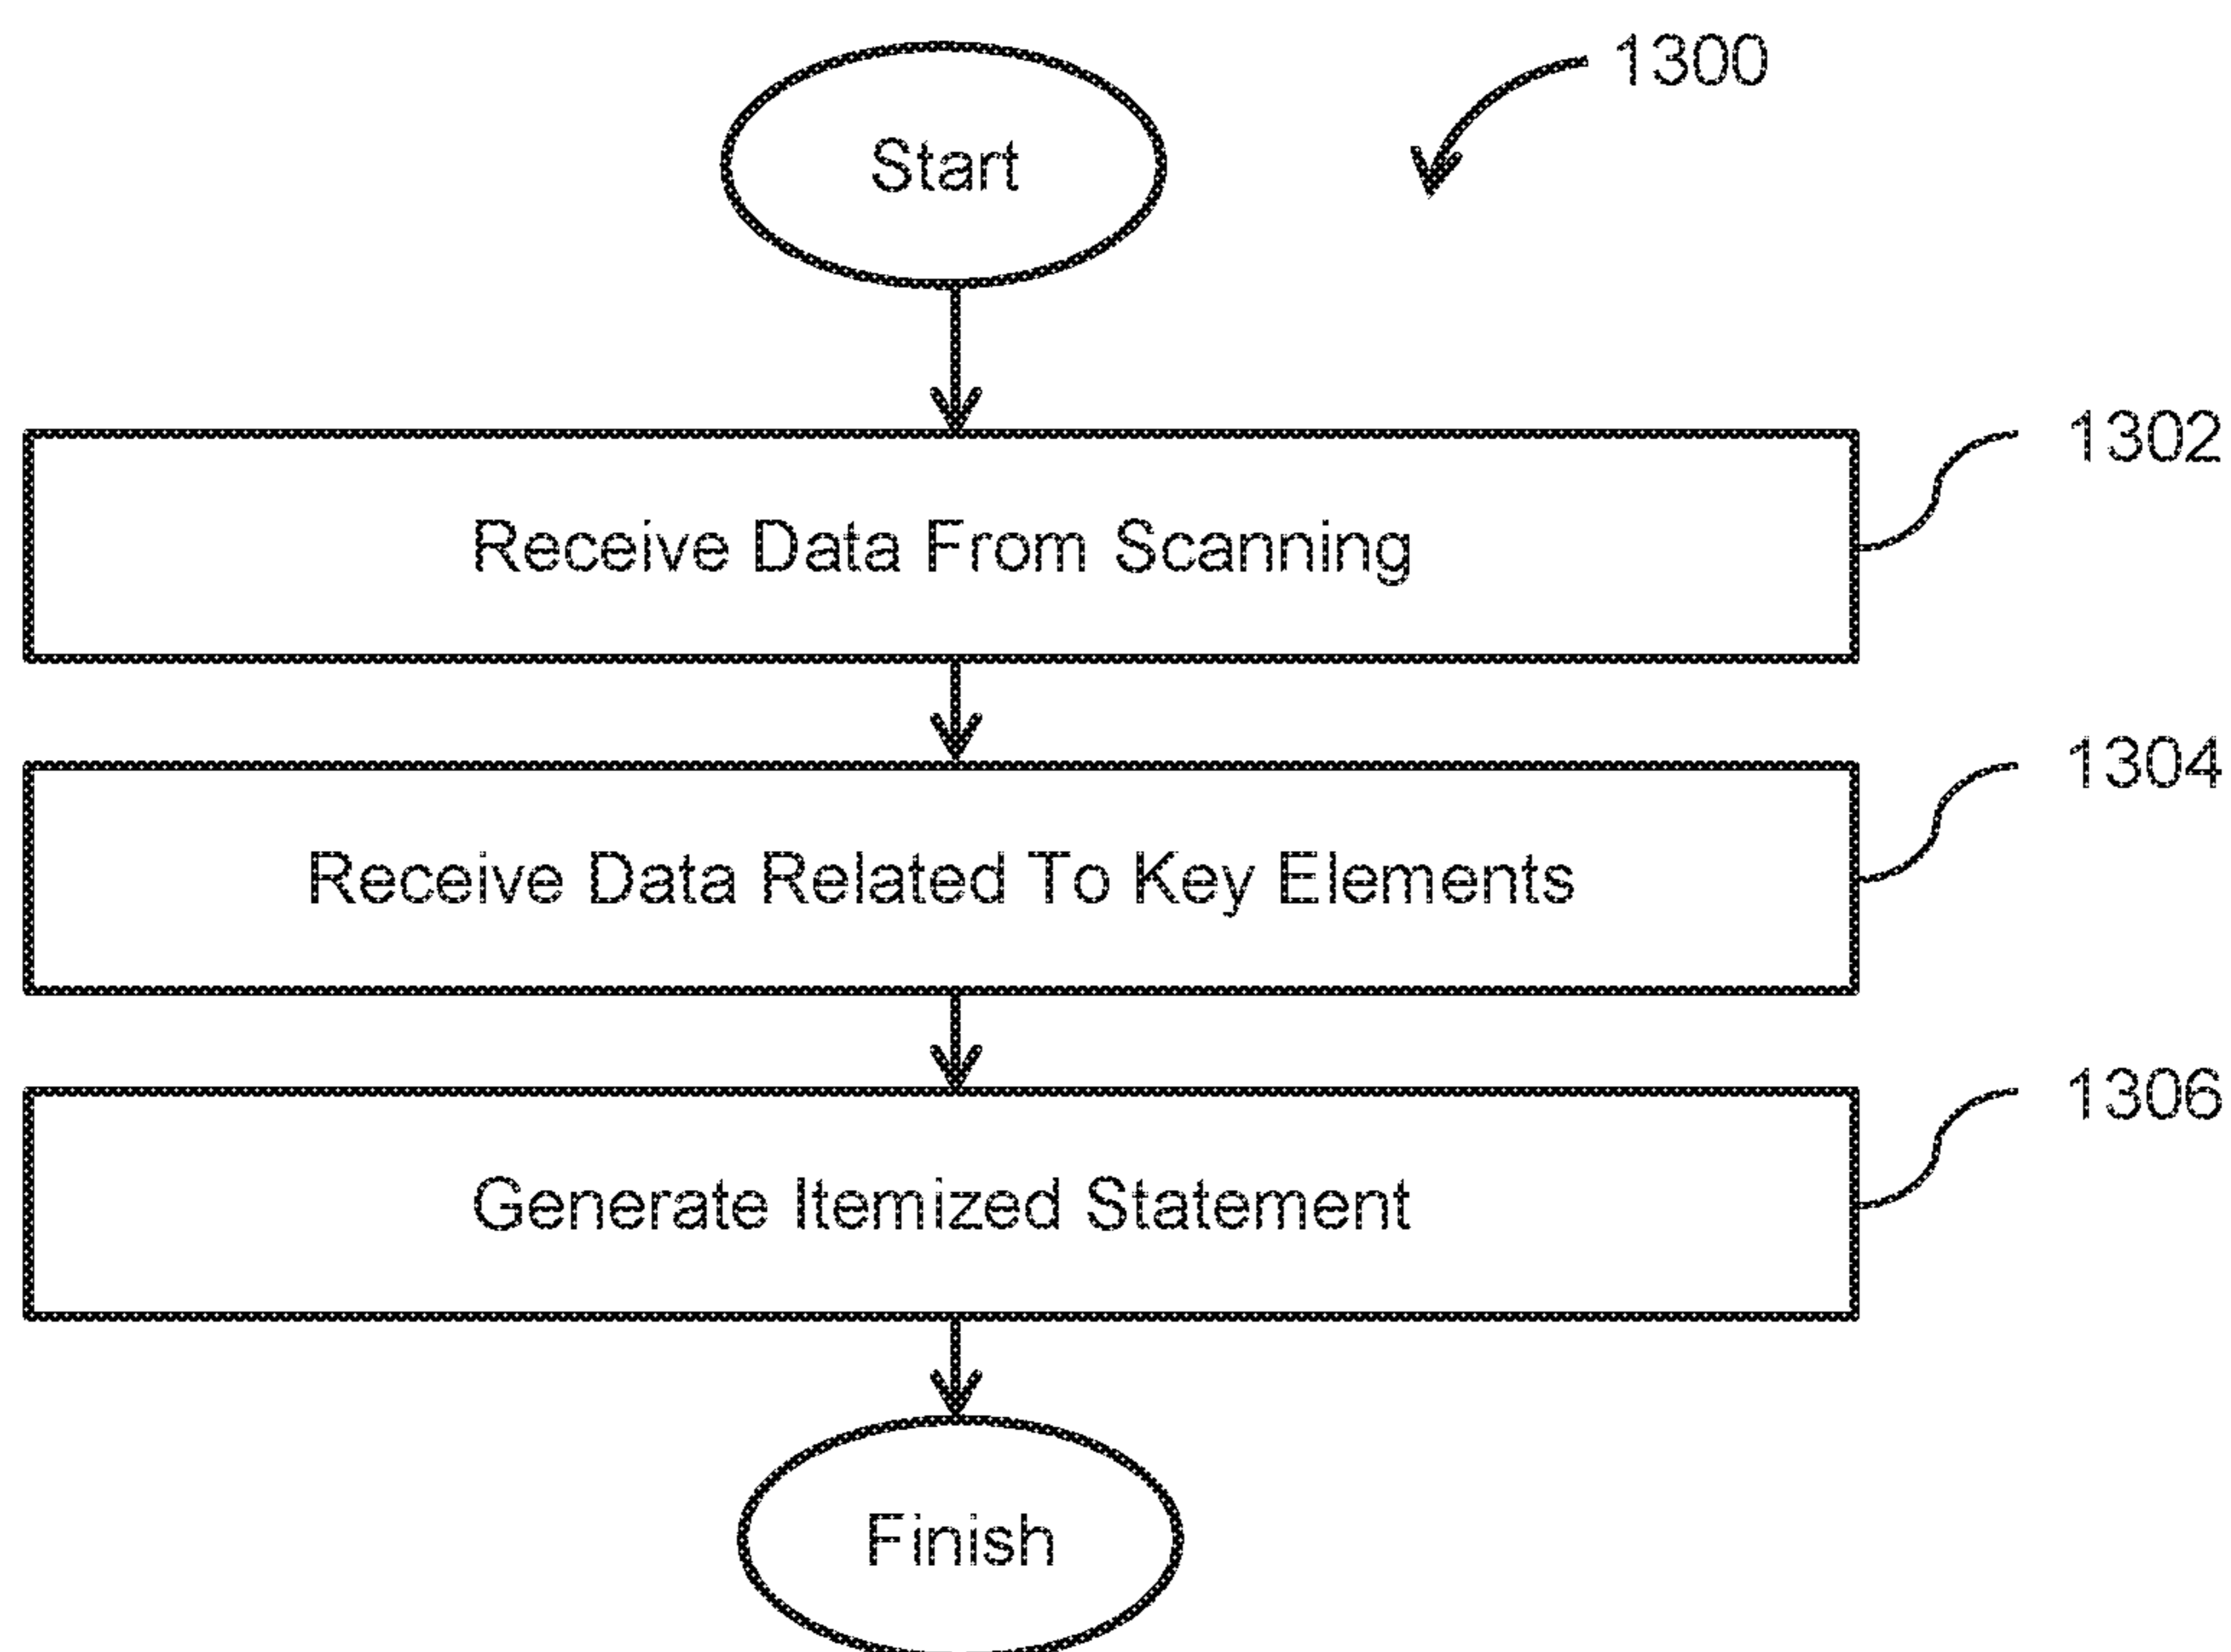 1300
Start
1302
Receive Data From Scanning
1304
Receive Data Related To Key Elements
1306
Generate Itemized Statement
Finish